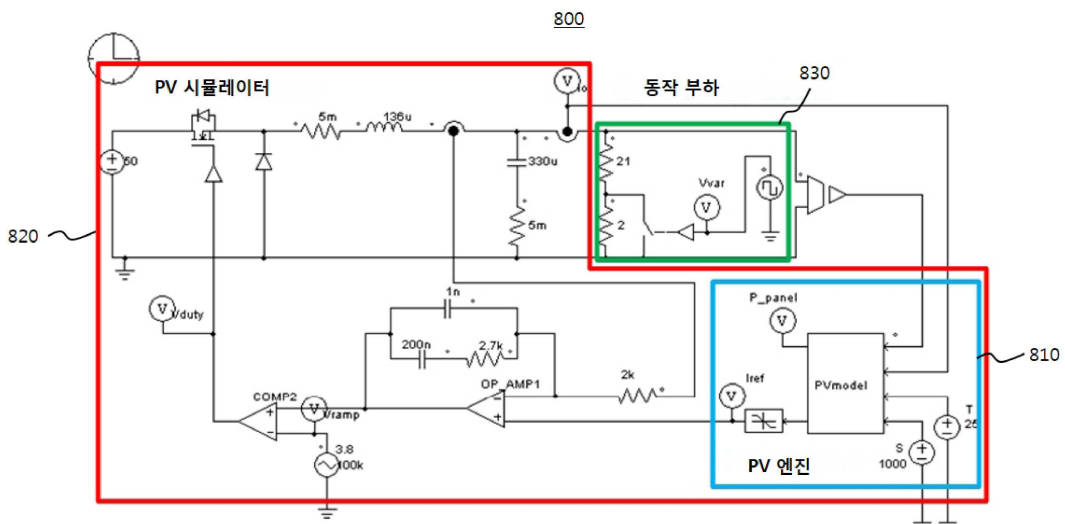 800
PV 시뮬레이터
동작 부하
830
V
Io
5m
136u
50
21
330u
Vvar
V
2
5m
820
V
Vduty
1n
200n
2.7k
P_panel
V
810
2k
OP_AMP1
Iref
V
PVmodel
COMP2
V
Vramp
T
25
S
1000
3.8
100k
PV 엔진